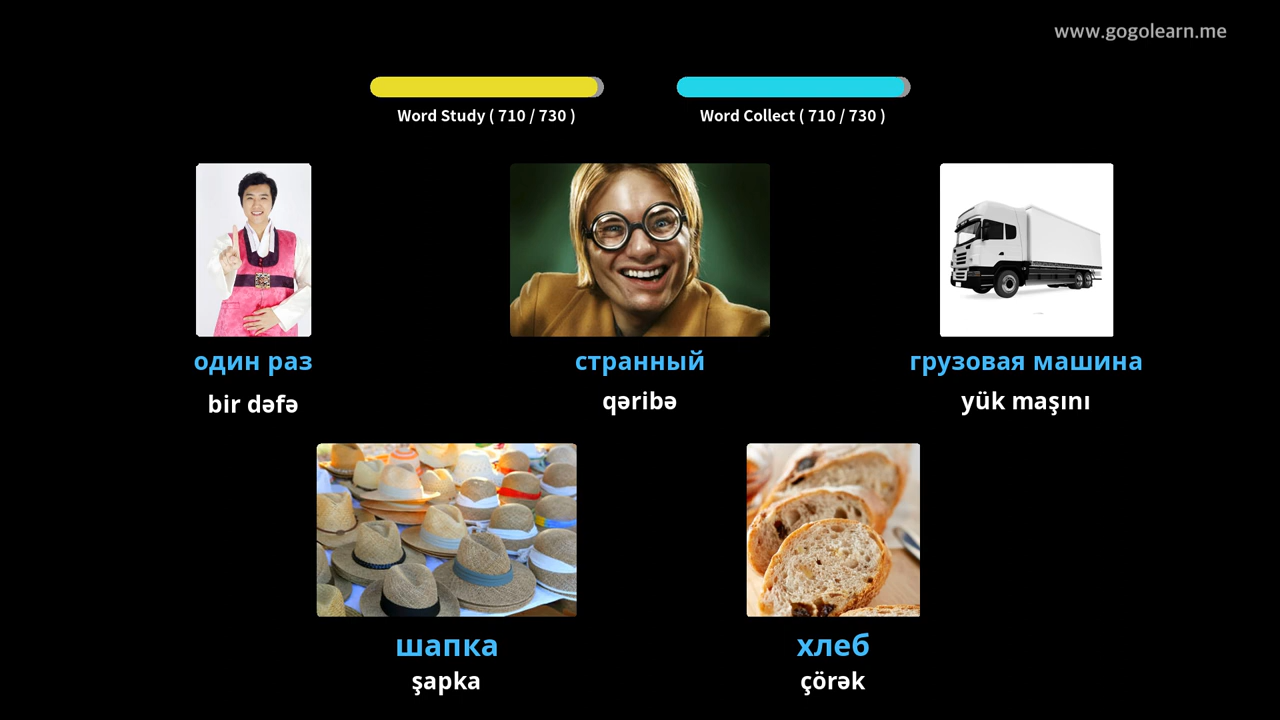 www.gogolearn.me
Word Study ( 710 / 730 )
Word Collect ( 710 / 730 )
один раз
странный
грузовая машина
bir dəfə
qəribə
yük maşını
шапка
хлеб
şapka
çörək